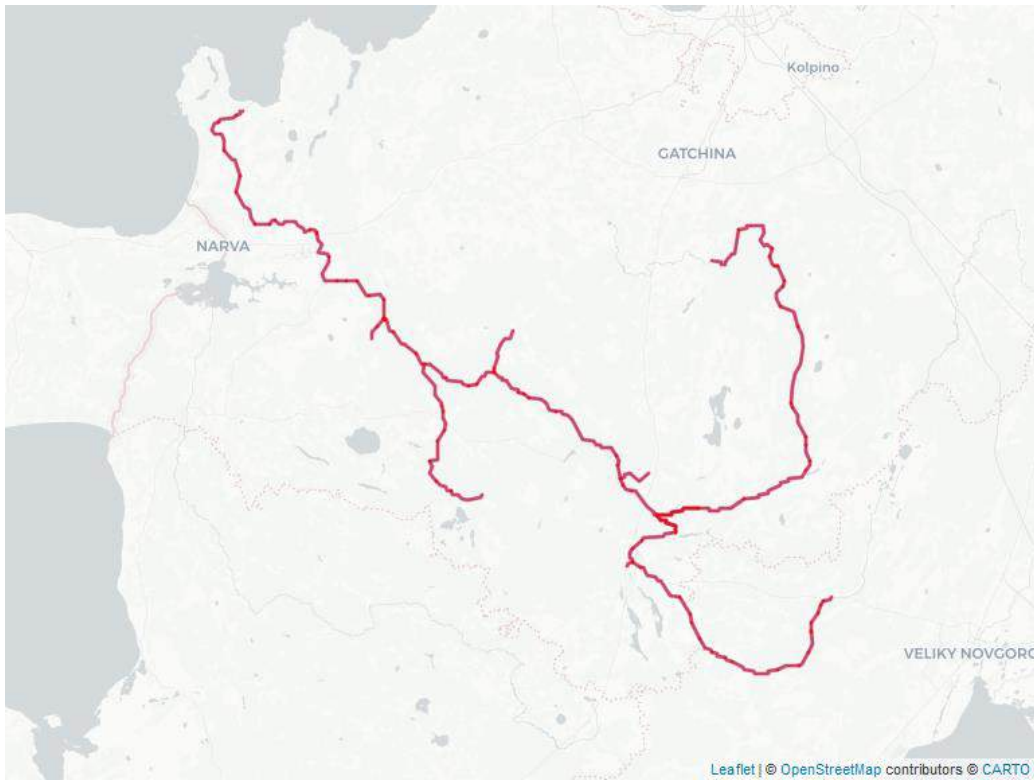 Kolpino
GATCHINA
NARVA
VELIKY NOVGORO
Leaflet | © OpenStreetMap contributors © CARTO